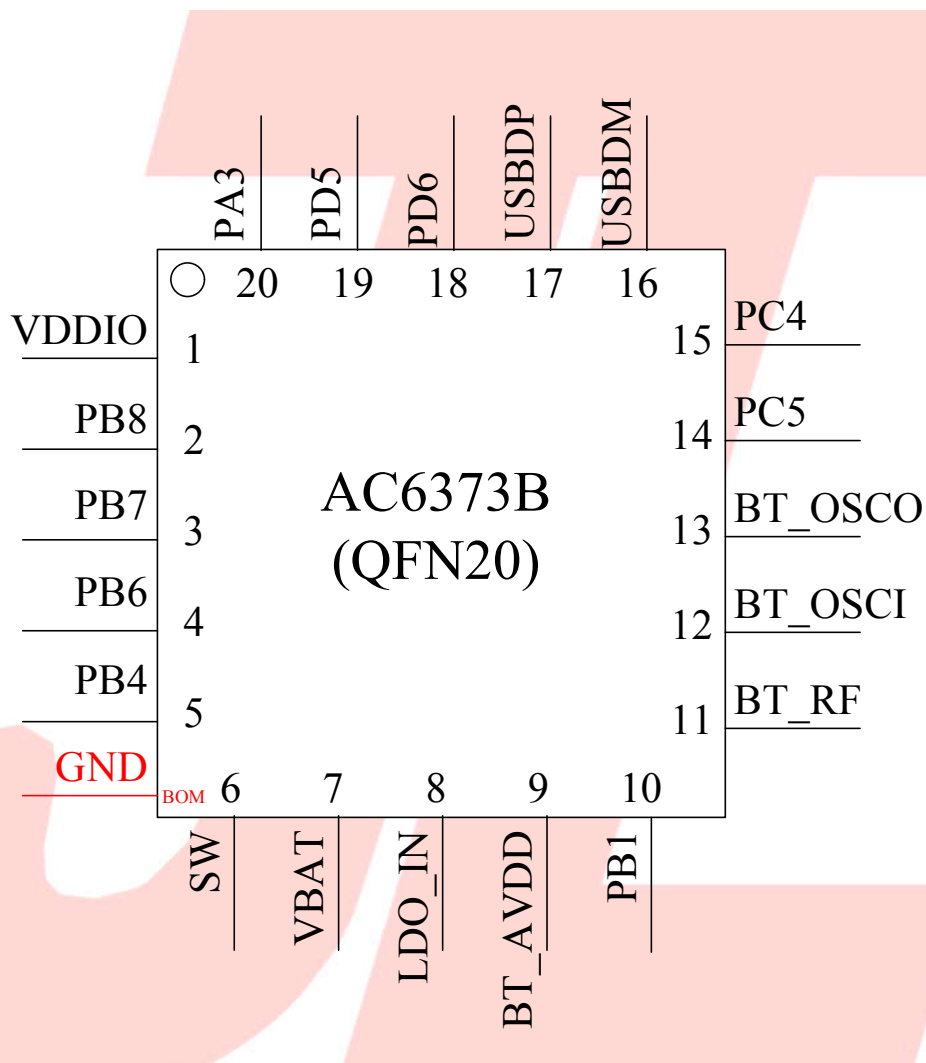 PA3
PD5
PD6
USBDP
USBDM
20
19
18
17
16
VDDIO
1
PB8
2
PB7
3
PB6
4
PB4
5
GND
BOM
AC6373B
(QFN20)
15
PC4
14
PC5
13
BT_OSCO
12
BT_OSCI
11
BT_RF
6
7
8
9
10
SW
VBAT
LDO_IN
BT_AVDD
PB1